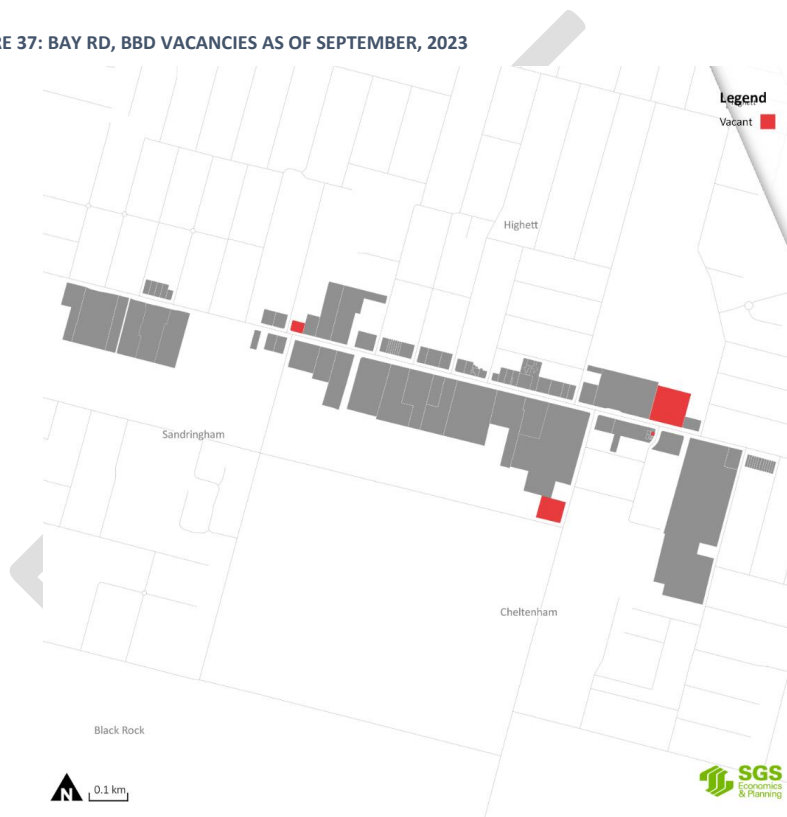 RE 37: BAY RD, BBD VACANCIES AS OF SEPTEMBER, 2023
Legend
Vacant
Highett
Sandringham
Cheltenham
Black Rock
N
0.1 km
SGS
Economics
& Planning